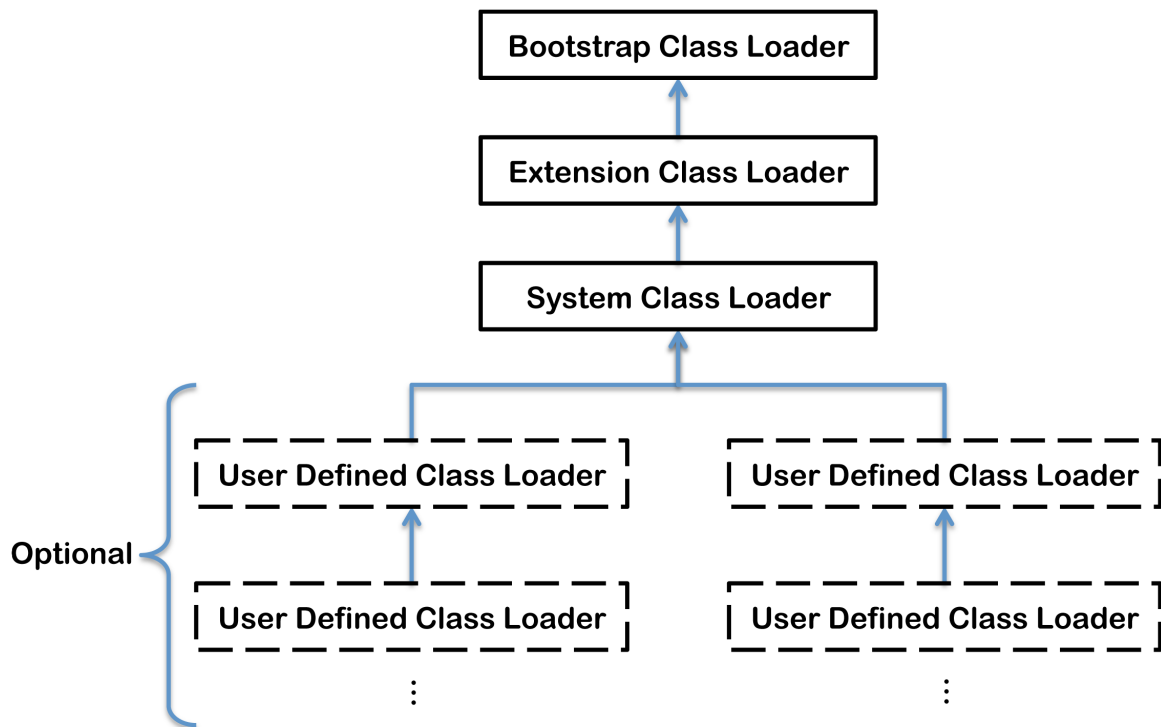 Bootstrap Class Loader
Extension Class Loader
System Class Loader
User Defined Class Loader
User Defined Class Loader
Optional
User Defined Class Loader
User Defined Class Loader
⋮
⋮